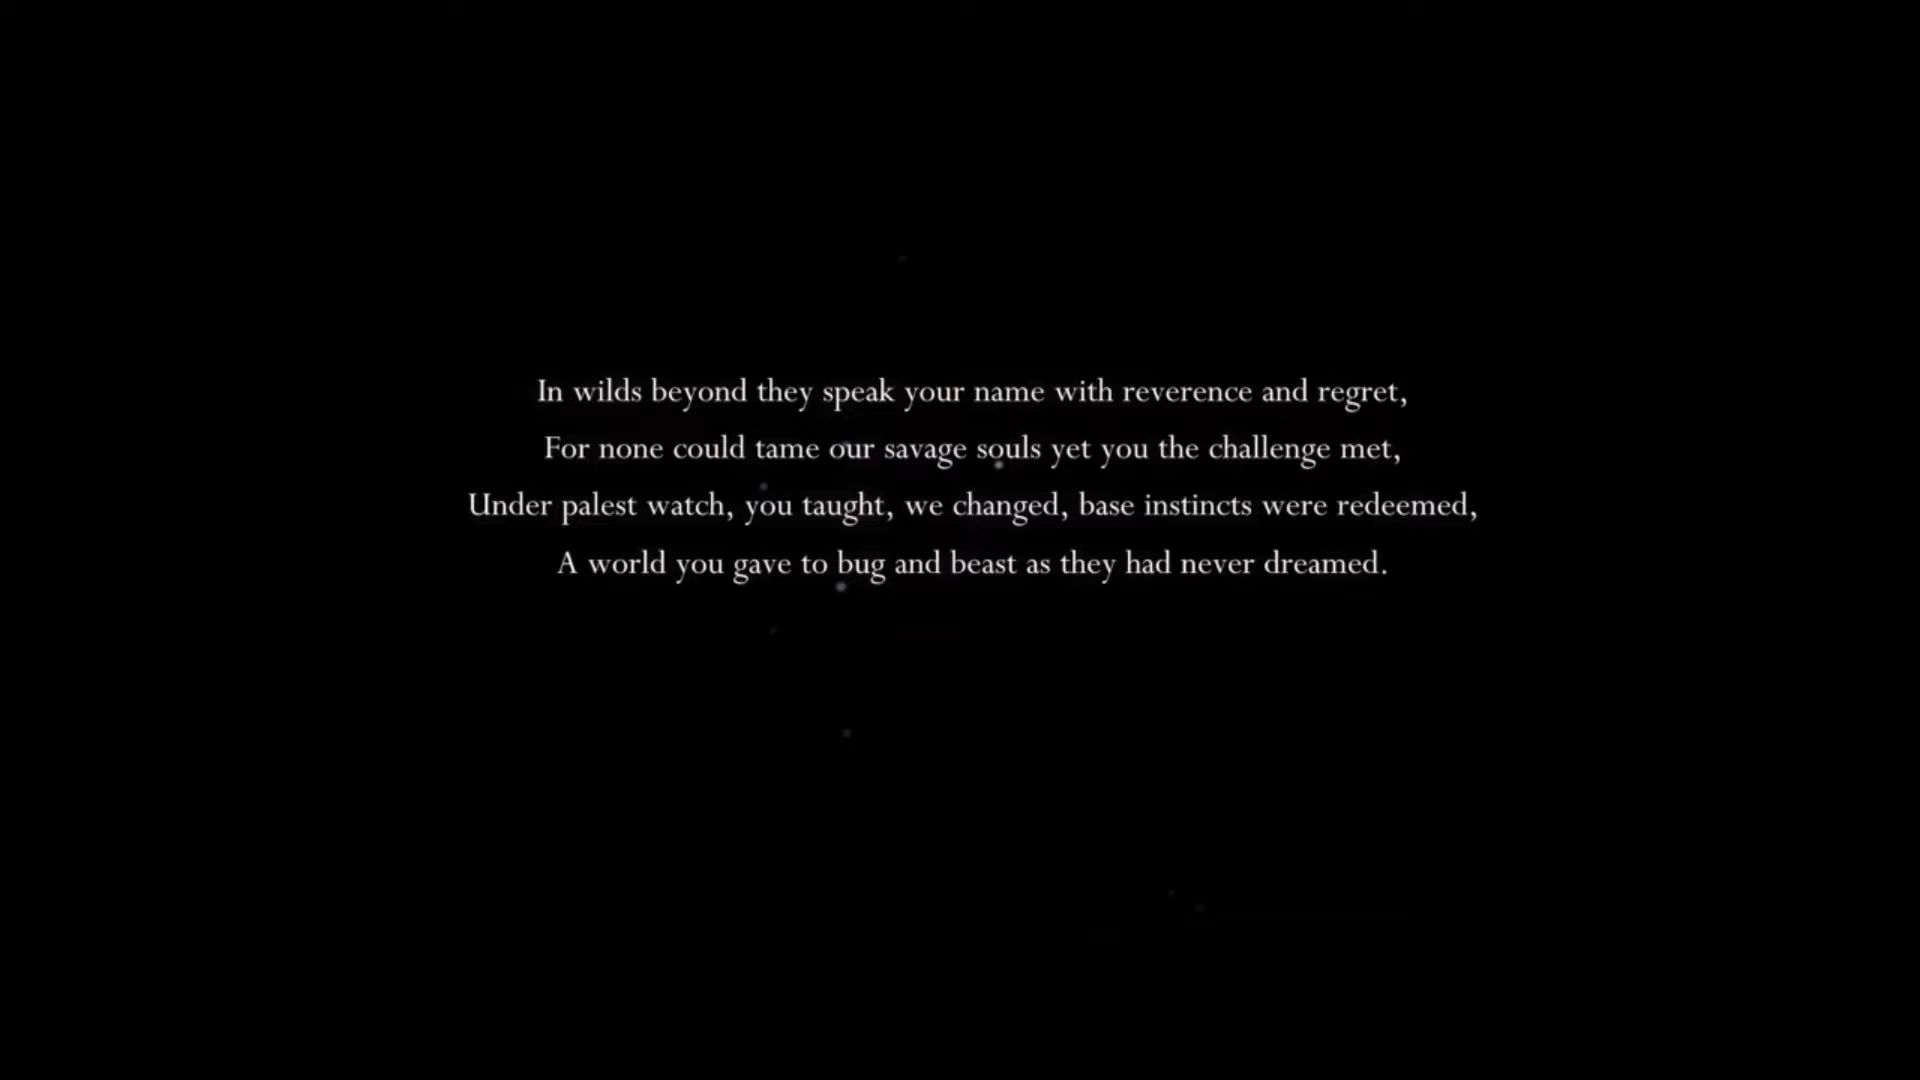 In wilds beyond they speak your name with reverence and regret,
For none could tame our savage souls yet you the challenge met,
Under palest watch, you taught, we changed, base instincts were redeemed,
A world you gave to bug and beast as they had never dreamed.